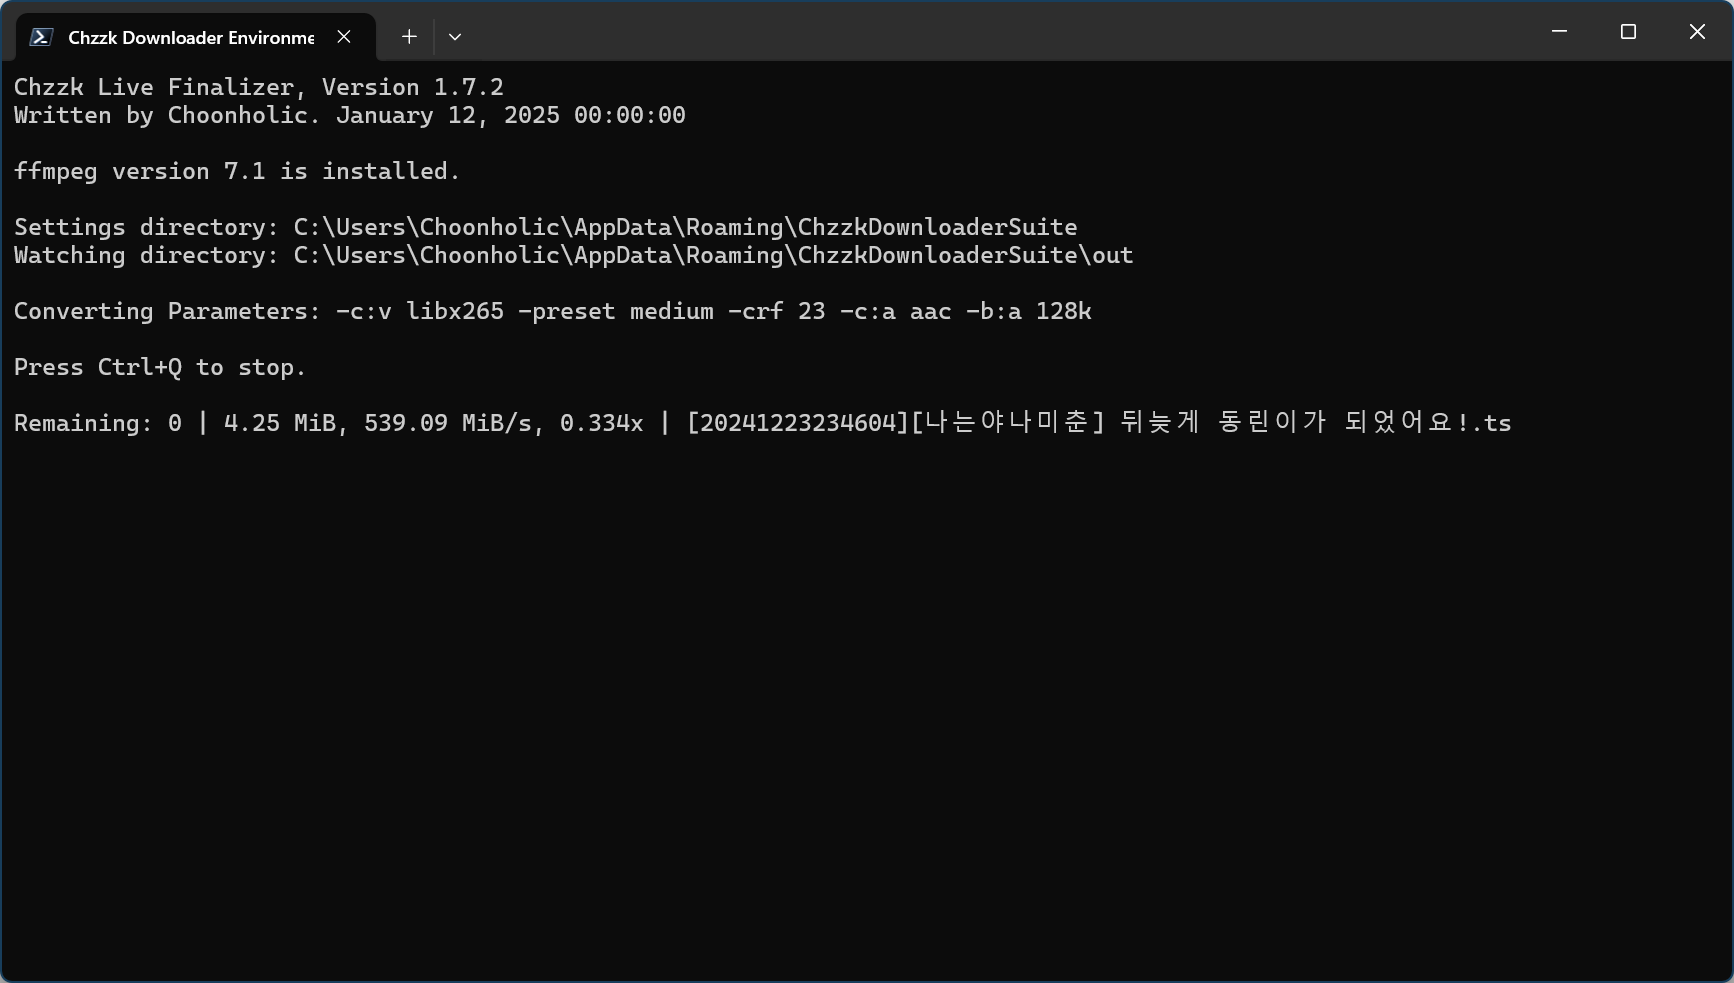 Chzzk Downloader Environme
Chzzk Live Finalizer, Version 1.7.2
Written by Choonholic. January 12, 2025 00:00:00
ffmpeg version 7.1 is installed.
Settings directory: C:\Users\Choonholic\AppData\Roaming\ChzzkDownloaderSuite
Watching directory: C:\Users\Choonholic\AppData\Roaming\ChzzkDownloaderSuite\out
Converting Parameters: -c:v libx265 -preset medium -crf 23 -c:a aac -b:a 128k
Press Ctrl+Q to stop.
Remaining: 0 | 4.25 MiB, 539.09 MiB/s, 0.334x | [20241223234604][나는야나미춘] 뒤늦게 동린이가 되었어요!.ts